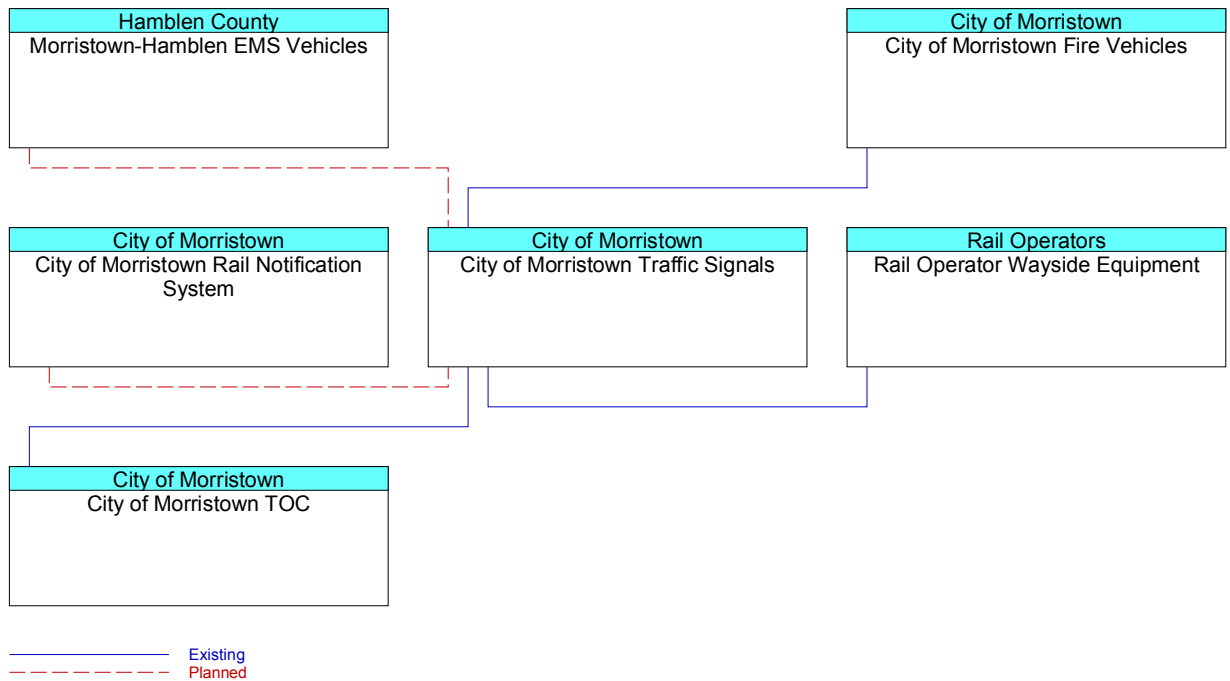 Hamblen County
Morristown-Hamblen EMS Vehicles
City of Morristown
City of Morristown Fire Vehicles
City of Morristown
City of Morristown Rail Notification
System
City of Morristown
City of Morristown Traffic Signals
Rail Operators
Rail Operator Wayside Equipment
City of Morristown
City of Morristown TOC
Existing
Planned